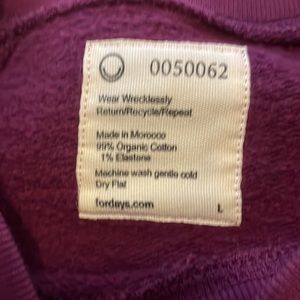 0050062
Wear Wrecklessly
Return/Recycle/Repeat
Made in Morocco
99% Organic Cotton
1% Elastane
Machine wash gentle cold
Dry Flat
fordays.com
L